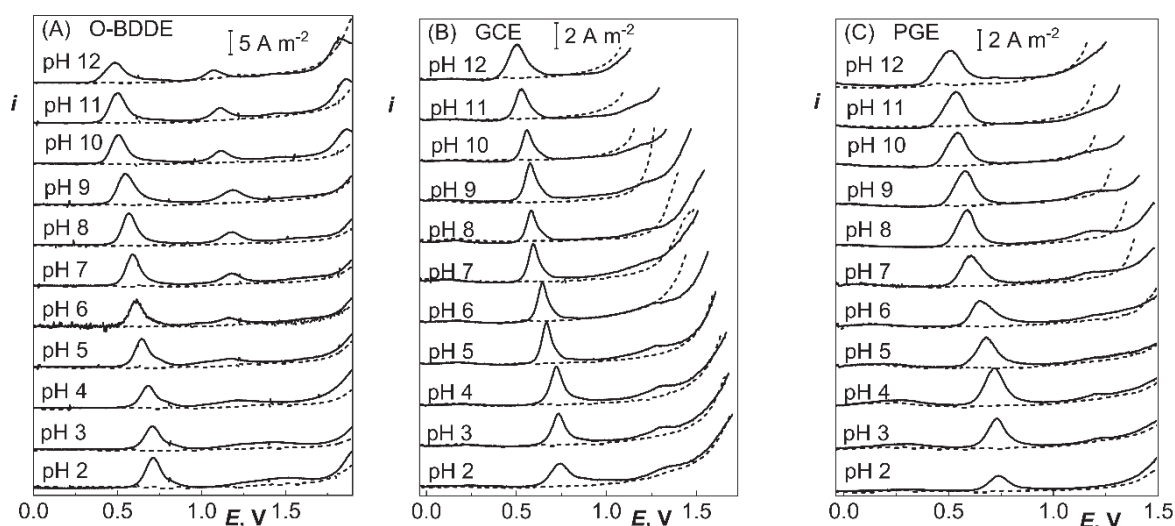 (A) O-BDDE
5 A m⁻²
pH 12
pH 11
i
pH 10
pH 9
pH 8
pH 7
pH 6
pH 5
pH 4
pH 3
pH 2
0.0 0.5 1.0 E, V 1.5
(B) GCE
2 A m⁻²
pH 12
pH 11
i
pH 10
pH 9
pH 8
pH 7
pH 6
pH 5
pH 4
pH 3
pH 2
0.0 0.5 1.0 E, V 1.5
(C) PGE
2 A m⁻²
pH 12
pH 11
i
pH 10
pH 9
pH 8
pH 7
pH 6
pH 5
pH 4
pH 3
pH 2
0.0 0.5 1.0 E, V 1.5